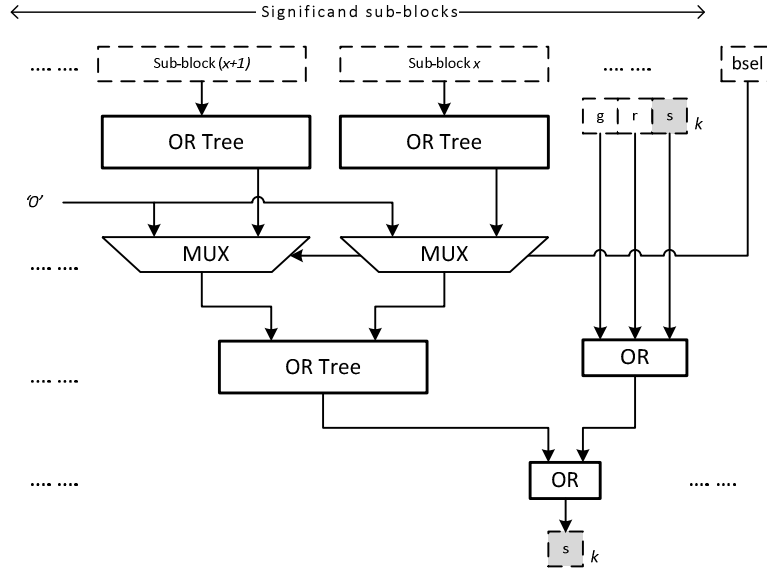 Significand sub-blocks
.... .... Sub-block (x+1) Sub-block x .... .... bsel
g r s k
OR Tree OR Tree
'0'
MUX MUX
.... ....
OR Tree OR
.... ....
.... .... OR .... ....
s k